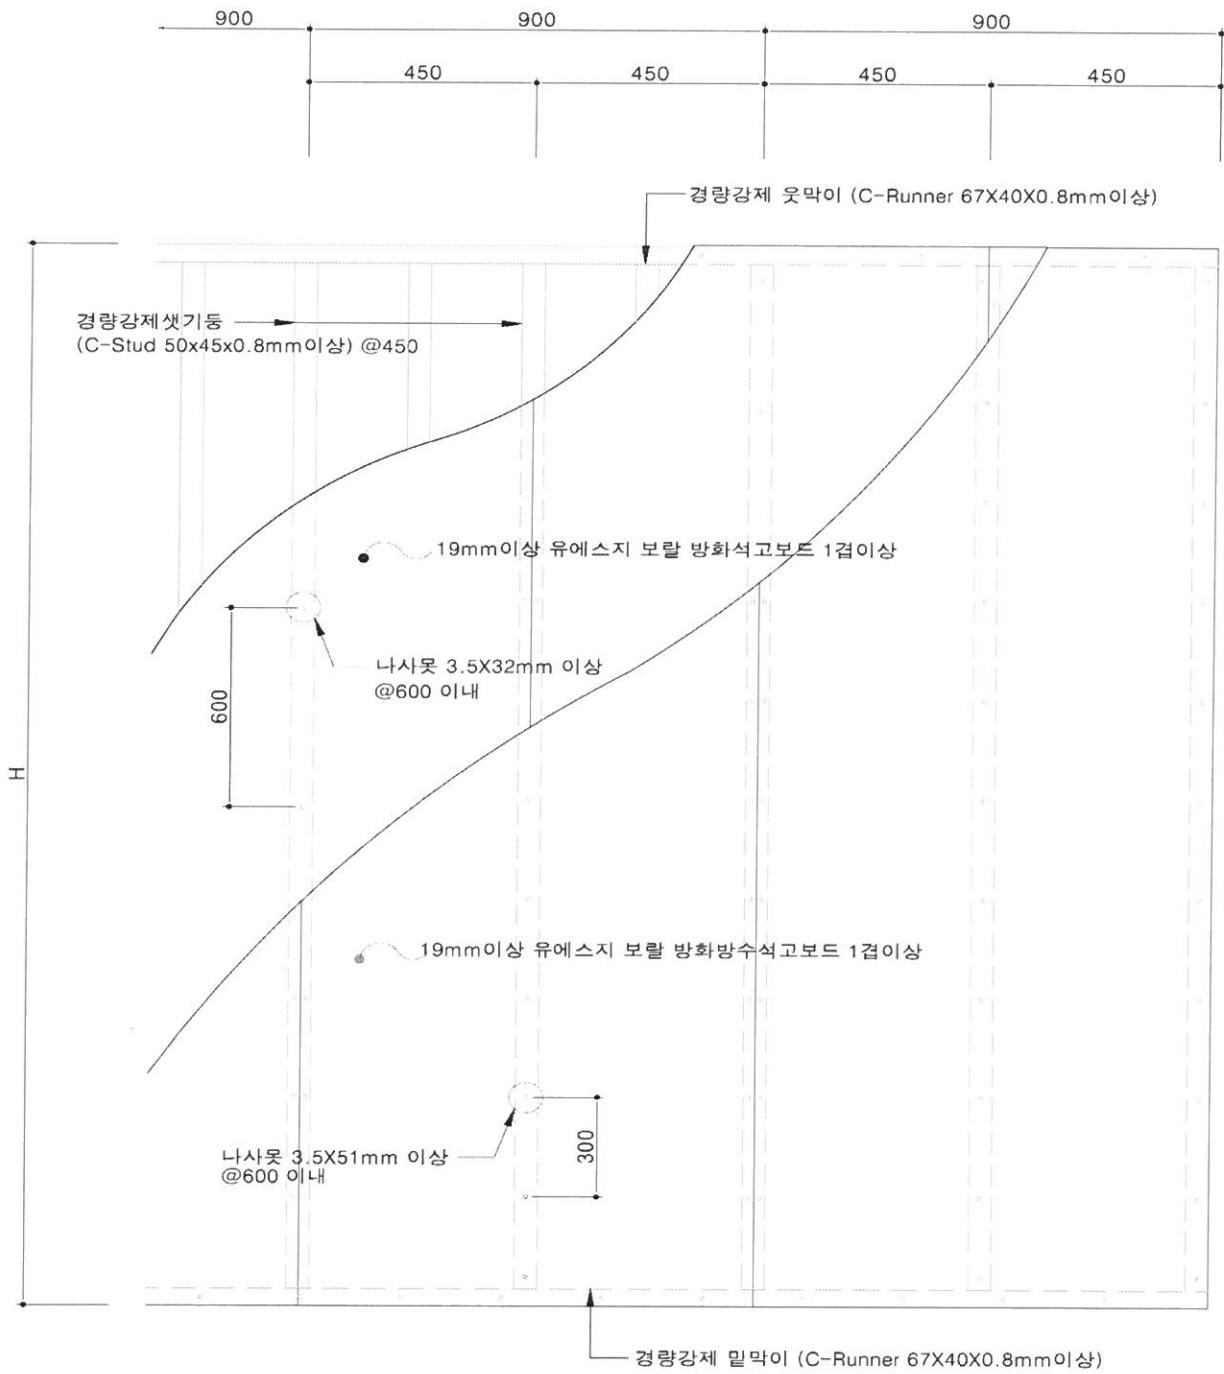 900
900
900
450
450
450
450
경량강제 웃막이 (C-Runner 67X40X0.8mm이상)
경량강제샛기둥
(C-Stud 50x45x0.8mm이상) @450
19mm이상 유에스지 보랄 방화석고보드 1겹이상
나사못 3.5X32mm 이상
@600 이내
600
H
19mm이상 유에스지 보랄 방화방수석고보드 1겹이상
나사못 3.5X51mm 이상
@600 이내
300
경량강제 밑막이 (C-Runner 67X40X0.8mm이상)